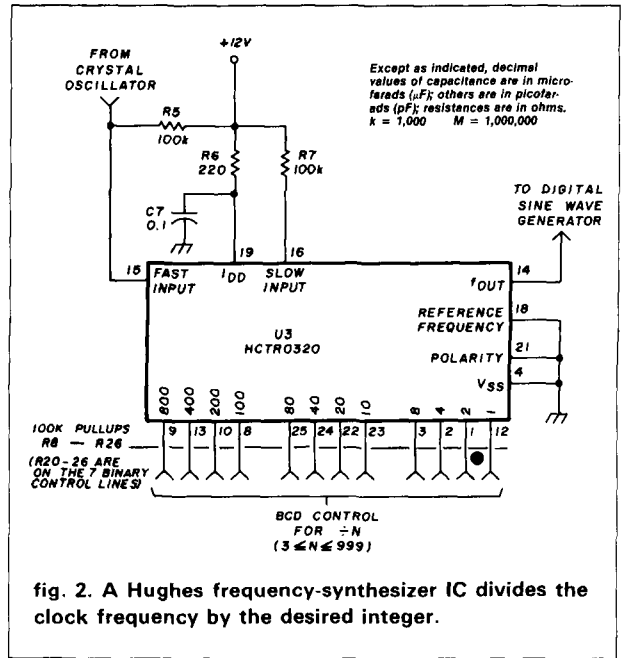 +12V
FROM
CRYSTAL
OSCILLATOR
Except as indicated, decimal
values of capacitance are in micro-
farads (μF); others are in picofar-
ads (pF); resistances are in ohms.
k = 1,000 M = 1,000,000
R5
100k
R6
220
R7
100k
C7
0.1
TO DIGITAL
SINE WAVE
GENERATOR
15
19
16
14
FAST
INPUT
IDD
SLOW
INPUT
fOUT
18
REFERENCE
FREQUENCY
U3
HCTR0320
21
POLARITY
4
VSS
800 400 200 100 80 40 20 10 8 4 2 1
9 13 10 8 25 24 22 23 3 2 1 12
100K PULLUPS
R8 — R26
(R20-26 ARE
ON THE 7 BINARY
CONTROL LINES)
BCD CONTROL
FOR ÷N
(3≤N≤999)
fig. 2. A Hughes frequency-synthesizer IC divides the
clock frequency by the desired integer.